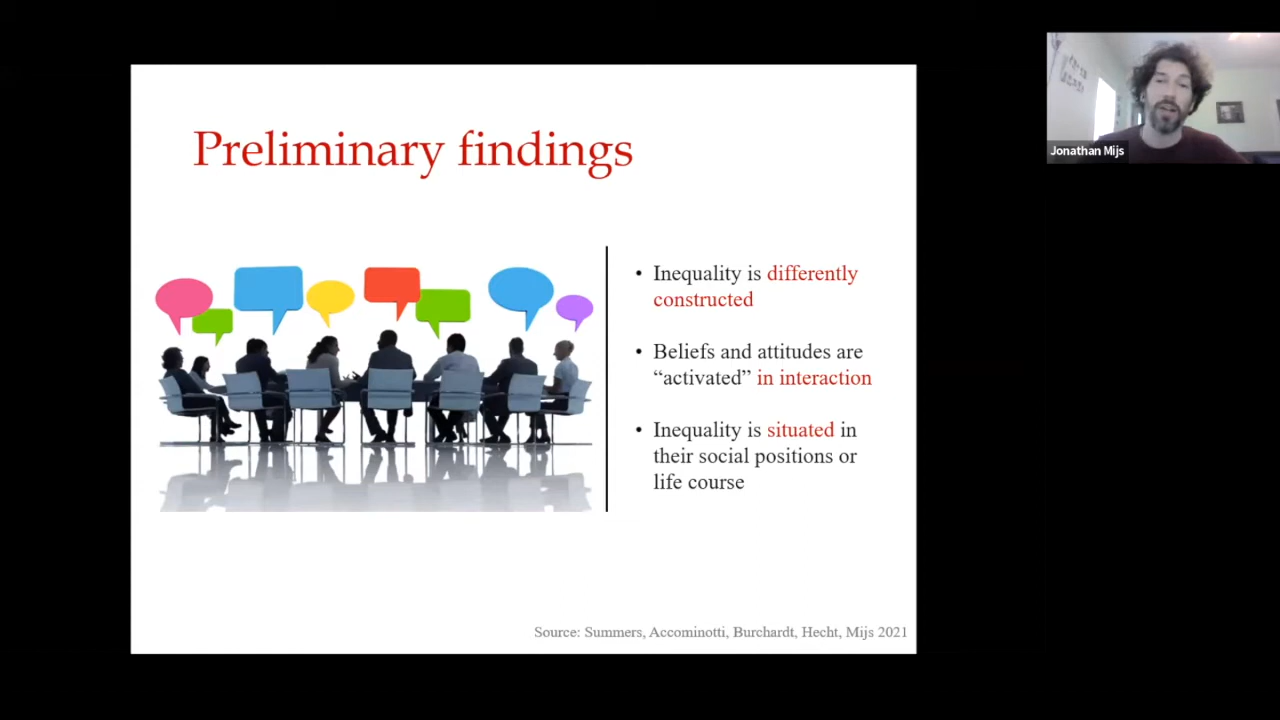 Preliminary findings
• Inequality is differently
constructed
• Beliefs and attitudes are
“activated” in interaction
• Inequality is situated in
their social positions or
life course
Source: Summers, Accominotti, Burchardt, Hecht, Mijs 2021
Jonathan Mijs